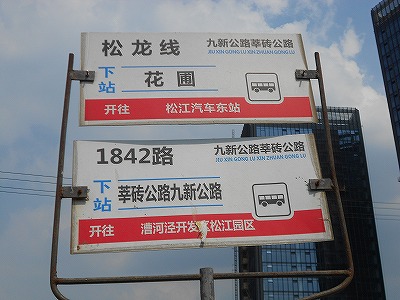 松龙线
九新公路莘砖公路
JIU XIN GONG LU XIN ZHUAN GONG LU
下站
花圃
开往 松江汽车东站
1842路
九新公路莘砖公路
JIU XIN GONG LU XIN ZHUAN GONG LU
下站
莘砖公路九新公路
开往 漕河泾开发区松江园区